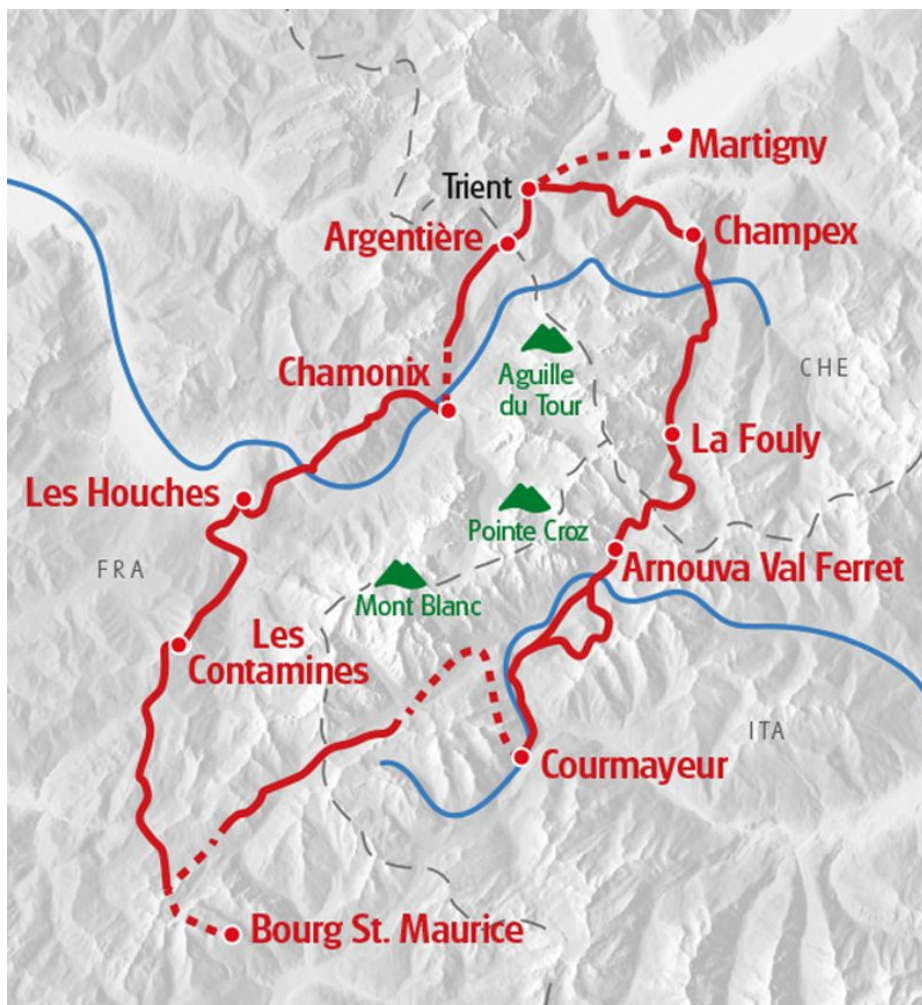 Martigny
Trient
Argentière
Champex
Chamonix
Aguille
du Tour
CHE
La Fouly
Les Houches
Pointe Croz
FRA
Arnouva Val Ferret
Mont Blanc
Les
Contamines
ITA
Courmayeur
Bourg St. Maurice